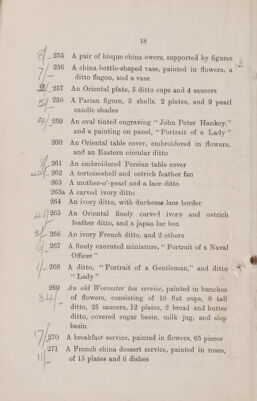 18
8/- 255 A pair of bisque china ewers, supported by figures
7/- 256 A china bottle-shaped vase, painted in flowers, a
ditto flagon, and a vase
257 An Oriental plate, 5 ditto cups and 4 saucers
5/- 258 A Parian figure, 3 shells, 2 plates, and 9 pearl
candle shades
4/- 259 An oval tinted engraving "John Peter Hankey,"
and a painting on panel, "Portrait of a Lady"
260 An Oriental table cover, embroidered in flowers,
and an Eastern circular ditto
261 An embroidered Persian table cover
262 A tortoiseshell and ostrich feather fan
263 A mother-o'-pearl and a lace ditto
263a A carved ivory ditto
264 An ivory ditto, with duchesse lace border
265 An Oriental finely carved ivory and ostrich
feather ditto, and a japan lac box
266 An ivory French ditto, and 2 others
267 A finely executed miniature, "Portrait of a Naval
Officer"
1/- 268 A ditto, "Portrait of a Gentleman," and ditto
"Lady"
269 An old Worcester tea service, painted in bunches
34/ of flowers, consisting of 16 flat cups, 8 tall
ditto, 25 saucers, 12 plates, 2 bread and butter
ditto, covered sugar basin, milk jug, and slop
basin
17/- 270 A breakfast service, painted in flowers, 65 pieces
271 A French china dessert service, painted in roses,
11/- of 15 plates and 6 dishes